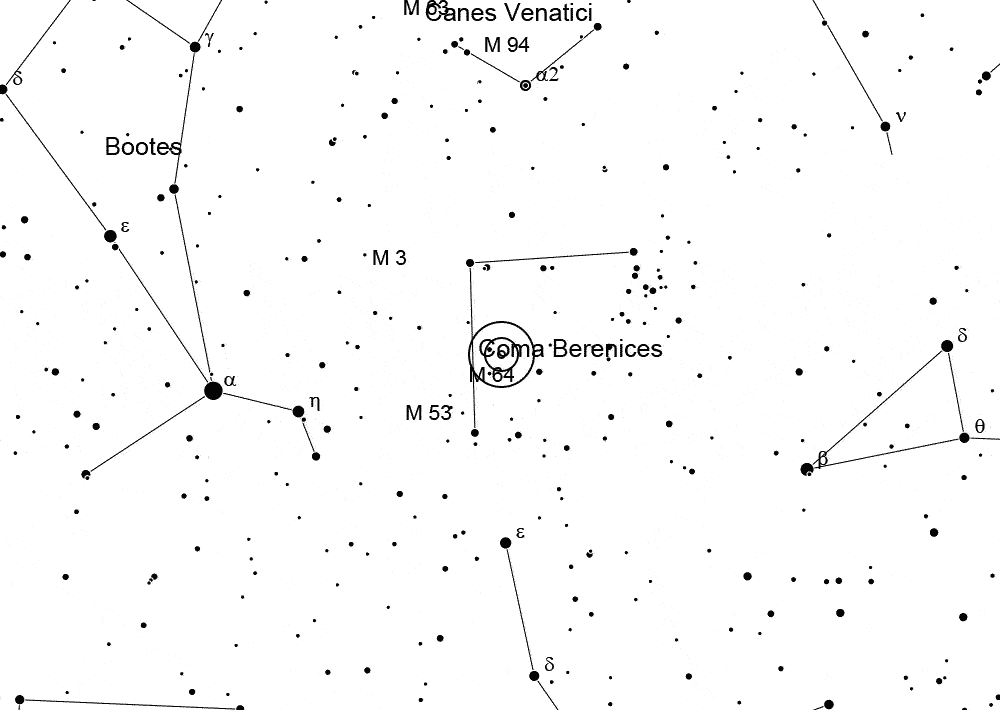 M 63
Canes Venatici
γ
M 94
α2
δ
ν
Bootes
ε
M 3
δ
Coma Berenices
M 64
α
η
M 53
θ
β
ε
δ